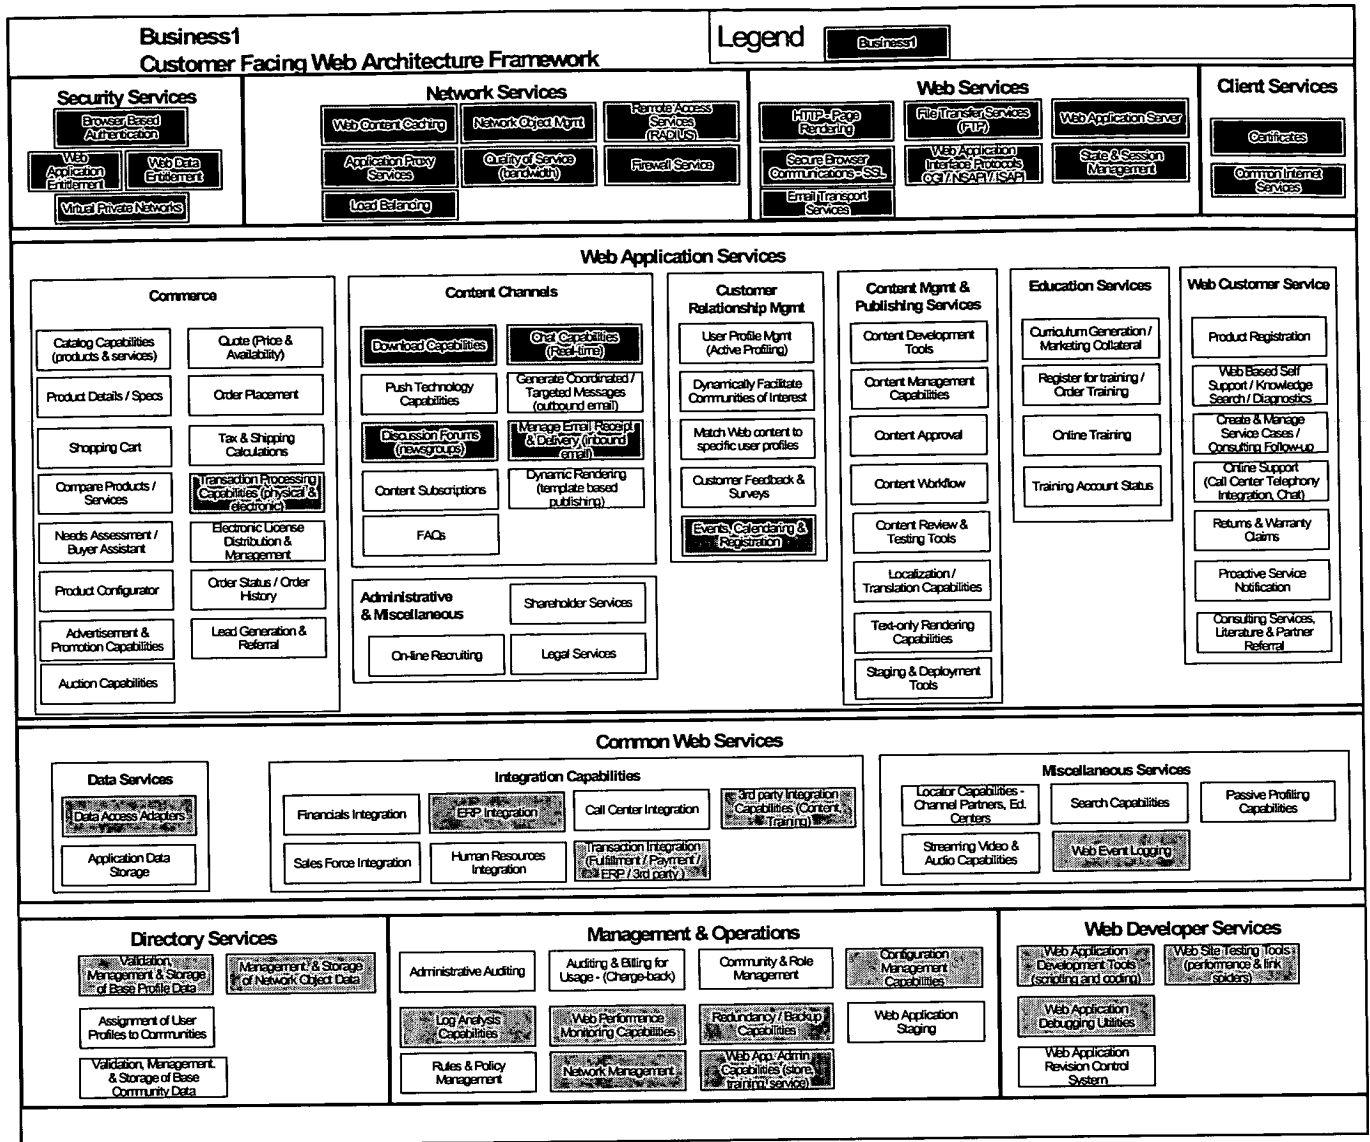 Business1
Customer Facing Web Architecture Framework
Legend
Business1
Security Services
Browser Based
Authentication
Web
Application
Entitlement
Web Data
Entitlement
Virtual Private Networks
Network Services
Web Content Caching
Network Object Mgmt
Remote Access
Services
(RADIUS)
Application Proxy
Services
Quality of Service
(bandwidth)
Firewall Service
Load Balancing
Web Services
HTTP - Page
Rendering
File Transfer Services
(FTP)
Web Application Server
Secure Browser
Communications - SSL
Web Application
Interface Protocols
CGI / NSAPI / ISAPI
State & Session
Management
Email Transport
Services
Client Services
Certificates
Common Internet
Services
Web Application Services
Commerce
Catalog Capabilities
(products & services)
Quote (Price &
Availability)
Product Details / Specs
Order Placement
Shopping Cart
Tax & Shipping
Calculations
Compare Products /
Services
Transaction Processing
Capabilities (physical &
electronic)
Needs Assessment /
Buyer Assistant
Electronic License
Distribution &
Management
Product Configurator
Order Status / Order
History
Advertisement &
Promotion Capabilities
Lead Generation &
Referral
Auction Capabilities
Content Channels
Download Capabilities
Chat Capabilities
(Real-time)
Push Technology
Capabilities
Generate Coordinated /
Targeted Messages
(outbound email)
Discussion Forums
(newsgroups)
Manage Email Receipt
& Delivery (inbound
email)
Content Subscriptions
Dynamic Rendering
(template based
publishing)
FAQs
Administrative
& Miscellaneous
Shareholder Services
On-line Recruiting
Legal Services
Customer
Relationship Mgmt
User Profile Mgmt
(Active Profiling)
Dynamically Facilitate
Communities of Interest
Match Web content to
specific user profiles
Customer Feedback &
Surveys
Events, Calendaring &
Registration
Content Mgmt &
Publishing Services
Content Development
Tools
Content Management
Capabilities
Content Approval
Content Workflow
Content Review &
Testing Tools
Localization /
Translation Capabilities
Text-only Rendering
Capabilities
Staging & Deployment
Tools
Education Services
Curriculum Generation /
Marketing Collateral
Register for training /
Order Training
Online Training
Training Account Status
Web Customer Service
Product Registration
Web Based Self
Support / Knowledge
Search / Diagnostics
Create & Manage
Service Cases /
Consulting Follow-up
Online Support
(Call Center Telephony
Integration, Chat)
Returns & Warranty
Claims
Proactive Service
Notification
Consulting Services,
Literature & Partner
Referral
Common Web Services
Data Services
Data Access Adapters
Application Data
Storage
Integration Capabilities
Financials Integration
ERP Integration
Call Center Integration
3rd party Integration
Capabilities (Content,
Training)
Sales Force Integration
Human Resources
Integration
Transaction Integration
(Fulfillment / Payment /
ERP / 3rd party )
Miscellaneous Services
Locator Capabilities -
Channel Partners, Ed.
Centers
Search Capabilities
Passive Profiling
Capabilities
Streaming Video &
Audio Capabilities
Web Event Logging
Directory Services
Validation,
Management & Storage
of Base Profile Data
Management. & Storage
of Network Object Data
Assignment of User
Profiles to Communities
Validation, Management.
& Storage of Base
Community Data
Management & Operations
Administrative Auditing
Auditing & Billing for
Usage - (Charge-back)
Community & Role
Management
Configuration
Management
Capabilities
Log Analysis
Capabilities
Web Performance
Monitoring Capabilities
Redundancy / Backup
Capabilities
Web Application
Staging
Rules & Policy
Management
Network Management
Web App. Admin
Capabilities (store,
training, service)
Web Developer Services
Web Application
Development Tools
(scripting and coding)
Web Site Testing Tools
(performance & link
spiders)
Web Application
Debugging Utilities
Web Application
Revision Control
System